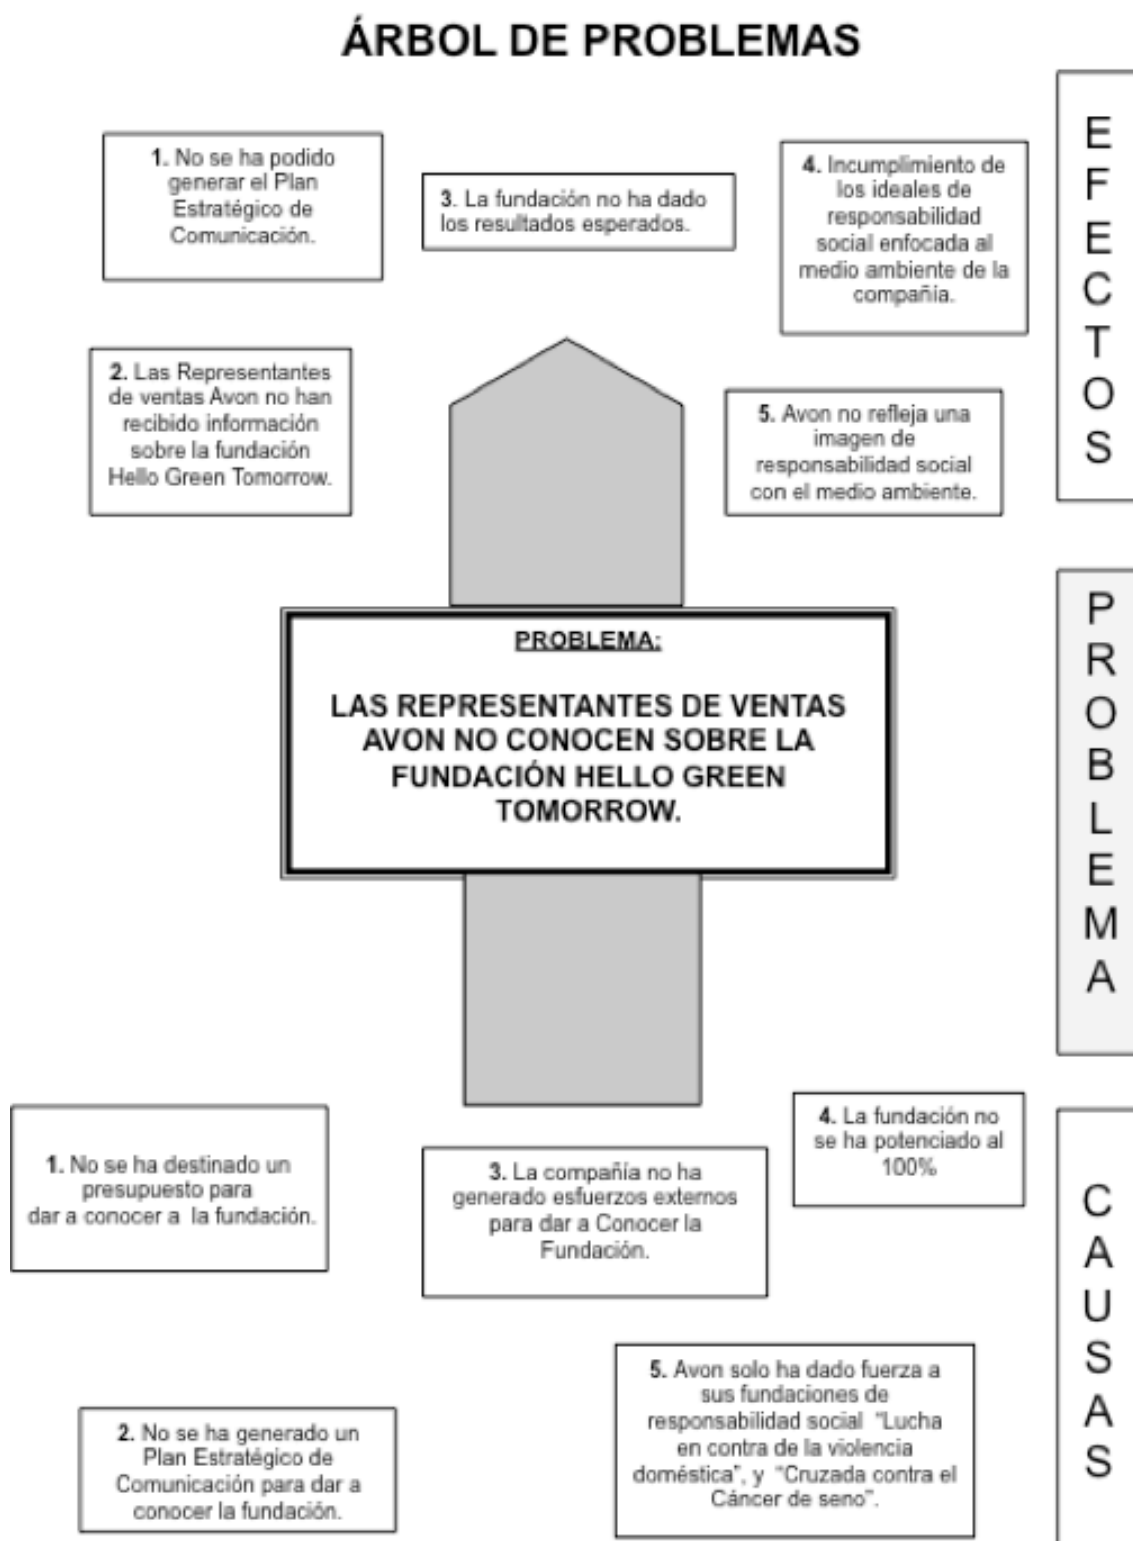 ÁRBOL DE PROBLEMAS
1. No se ha podido
generar el Plan
Estratégico de
Comunicación.
3. La fundación no ha dado
los resultados esperados.
4. Incumplimiento de
los ideales de
responsabilidad
social enfocada al
medio ambiente de la
compañía.
2. Las Representantes
de ventas Avon no han
recibido información
sobre la fundación
Hello Green Tomorrow.
5. Avon no refleja una
imagen de
responsabilidad social
con el medio ambiente.
EFECTOS
PROBLEMA:
LAS REPRESENTANTES DE VENTAS
AVON NO CONOCEN SOBRE LA
FUNDACIÓN HELLO GREEN
TOMORROW.
PROBLEMA
1. No se ha destinado un
presupuesto para
dar a conocer a la fundación.
3. La compañía no ha
generado esfuerzos externos
para dar a Conocer la
Fundación.
4. La fundación no
se ha potenciado al
100%
2. No se ha generado un
Plan Estratégico de
Comunicación para dar a
conocer la fundación.
5. Avon solo ha dado fuerza a
sus fundaciones de
responsabilidad social “Lucha
en contra de la violencia
doméstica”, y “Cruzada contra el
Cáncer de seno”.
CAUSAS